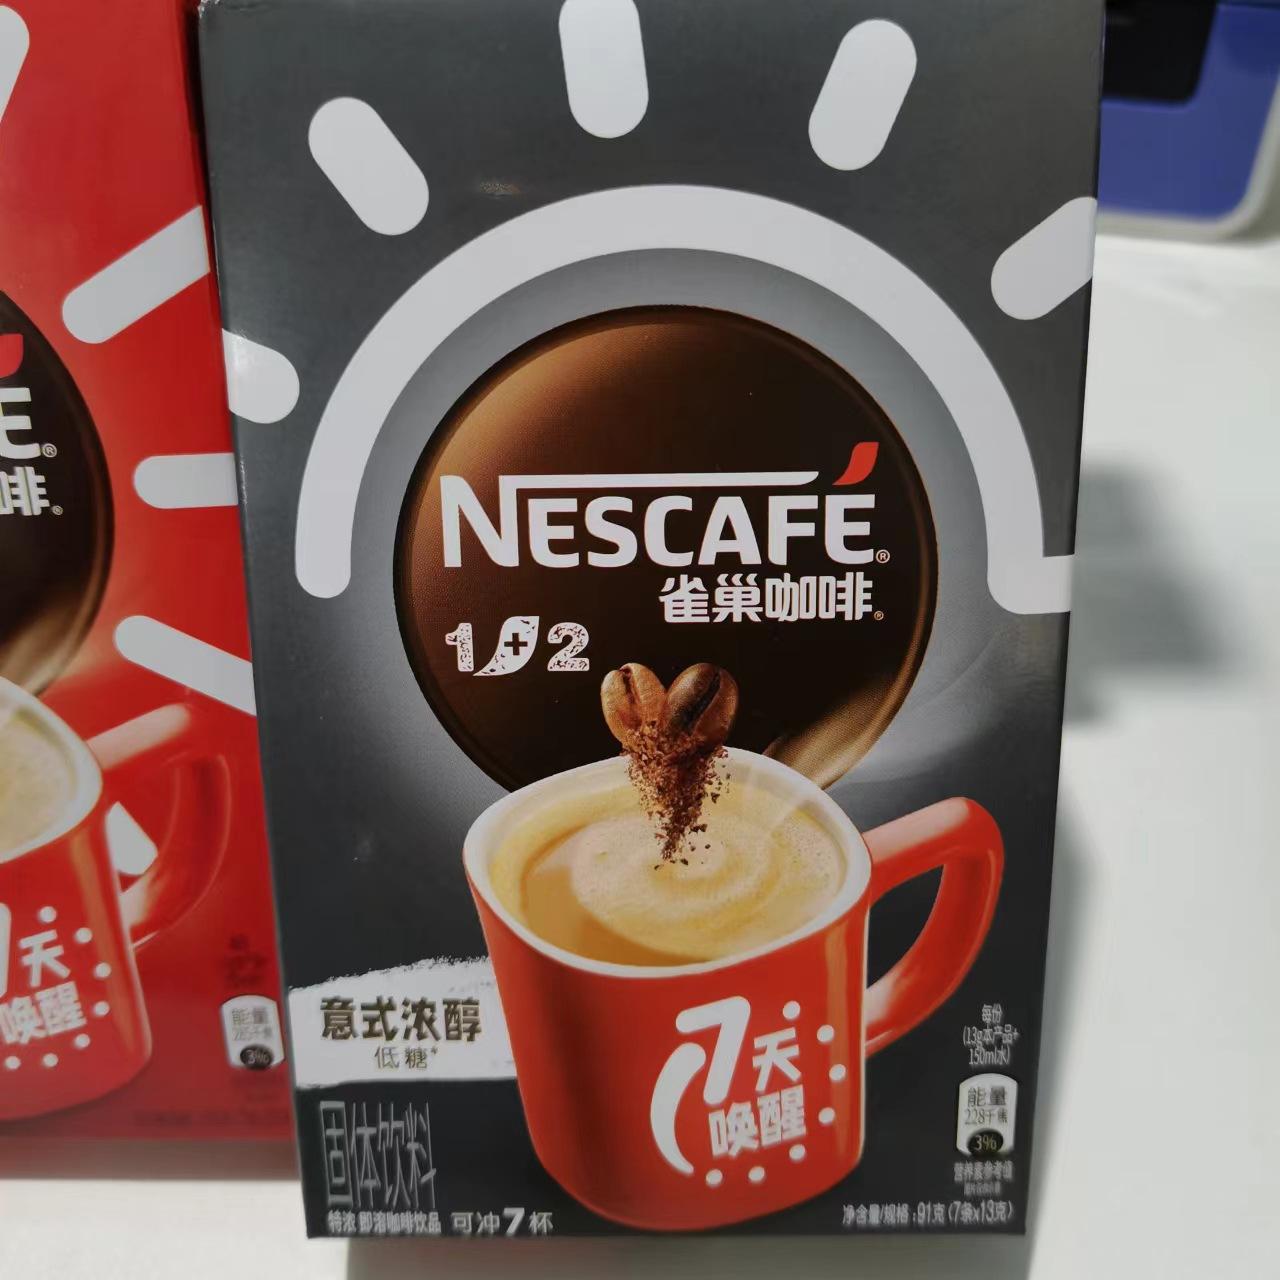 NESCAFÉ®
雀巢咖啡®
1+2
意式浓醇
低糖*
7天
唤醒
每份
(13g本产品+
150ml水)
能量
228千焦
3%
营养素参考值
固体饮料
特浓 即溶咖啡饮品 可冲7杯
净含量/规格:91克(7条x13克)
E®
啡®
7天
唤醒
能量
3%